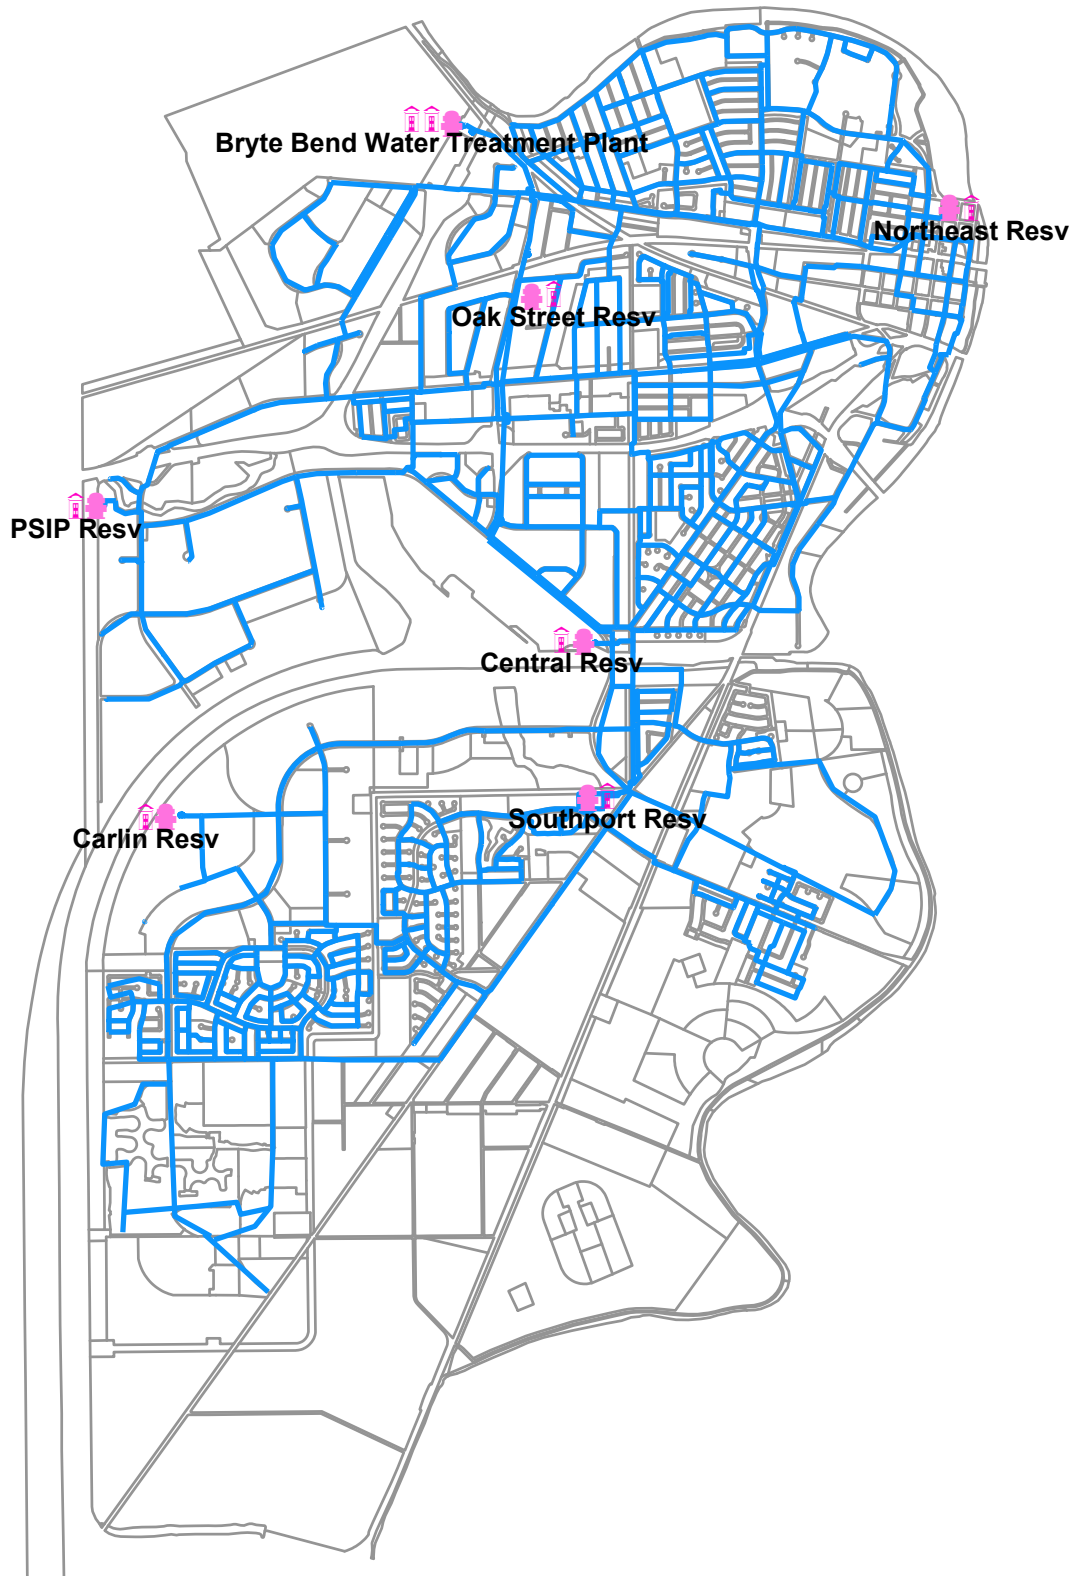 Bryte Bend Water Treatment Plant
Northeast Resv
Oak Street Resv
PSIP Resv
Central Resv
Southport Resv
Carlin Resv